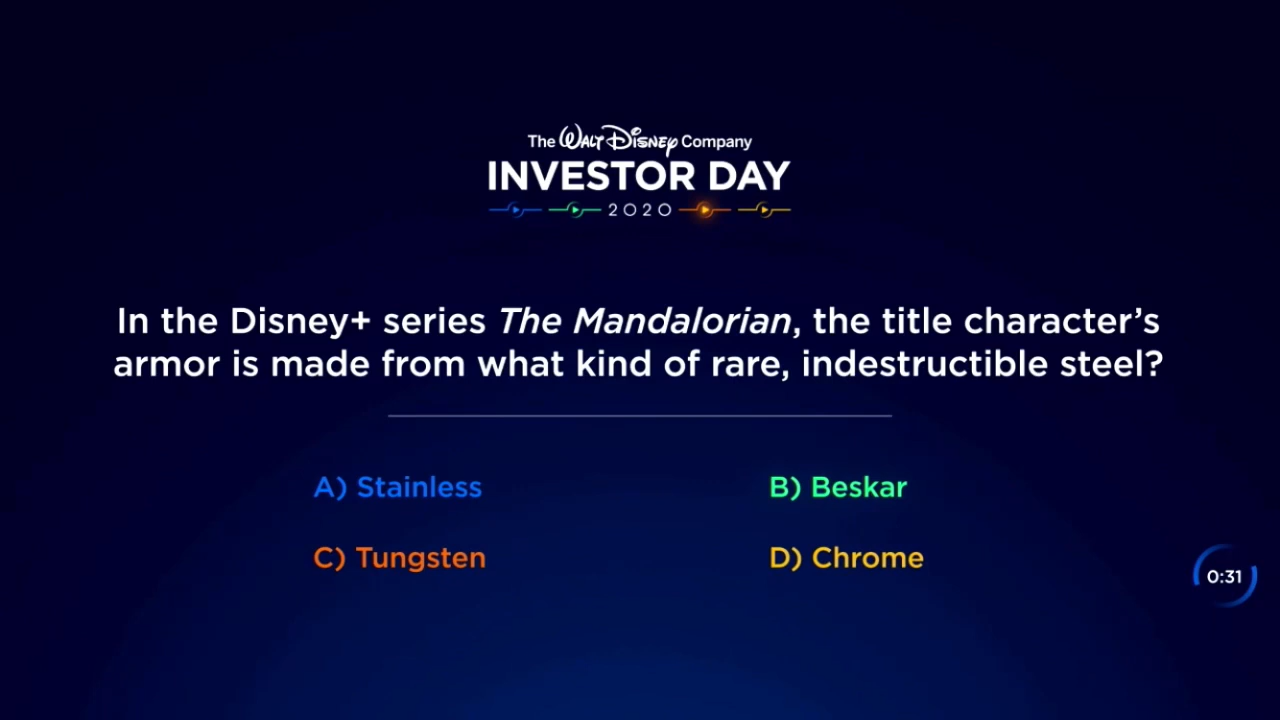 The Walt Disney Company
INVESTOR DAY
2020
In the Disney+ series The Mandalorian, the title character’s
armor is made from what kind of rare, indestructible steel?
A) Stainless
B) Beskar
C) Tungsten
D) Chrome
0:31